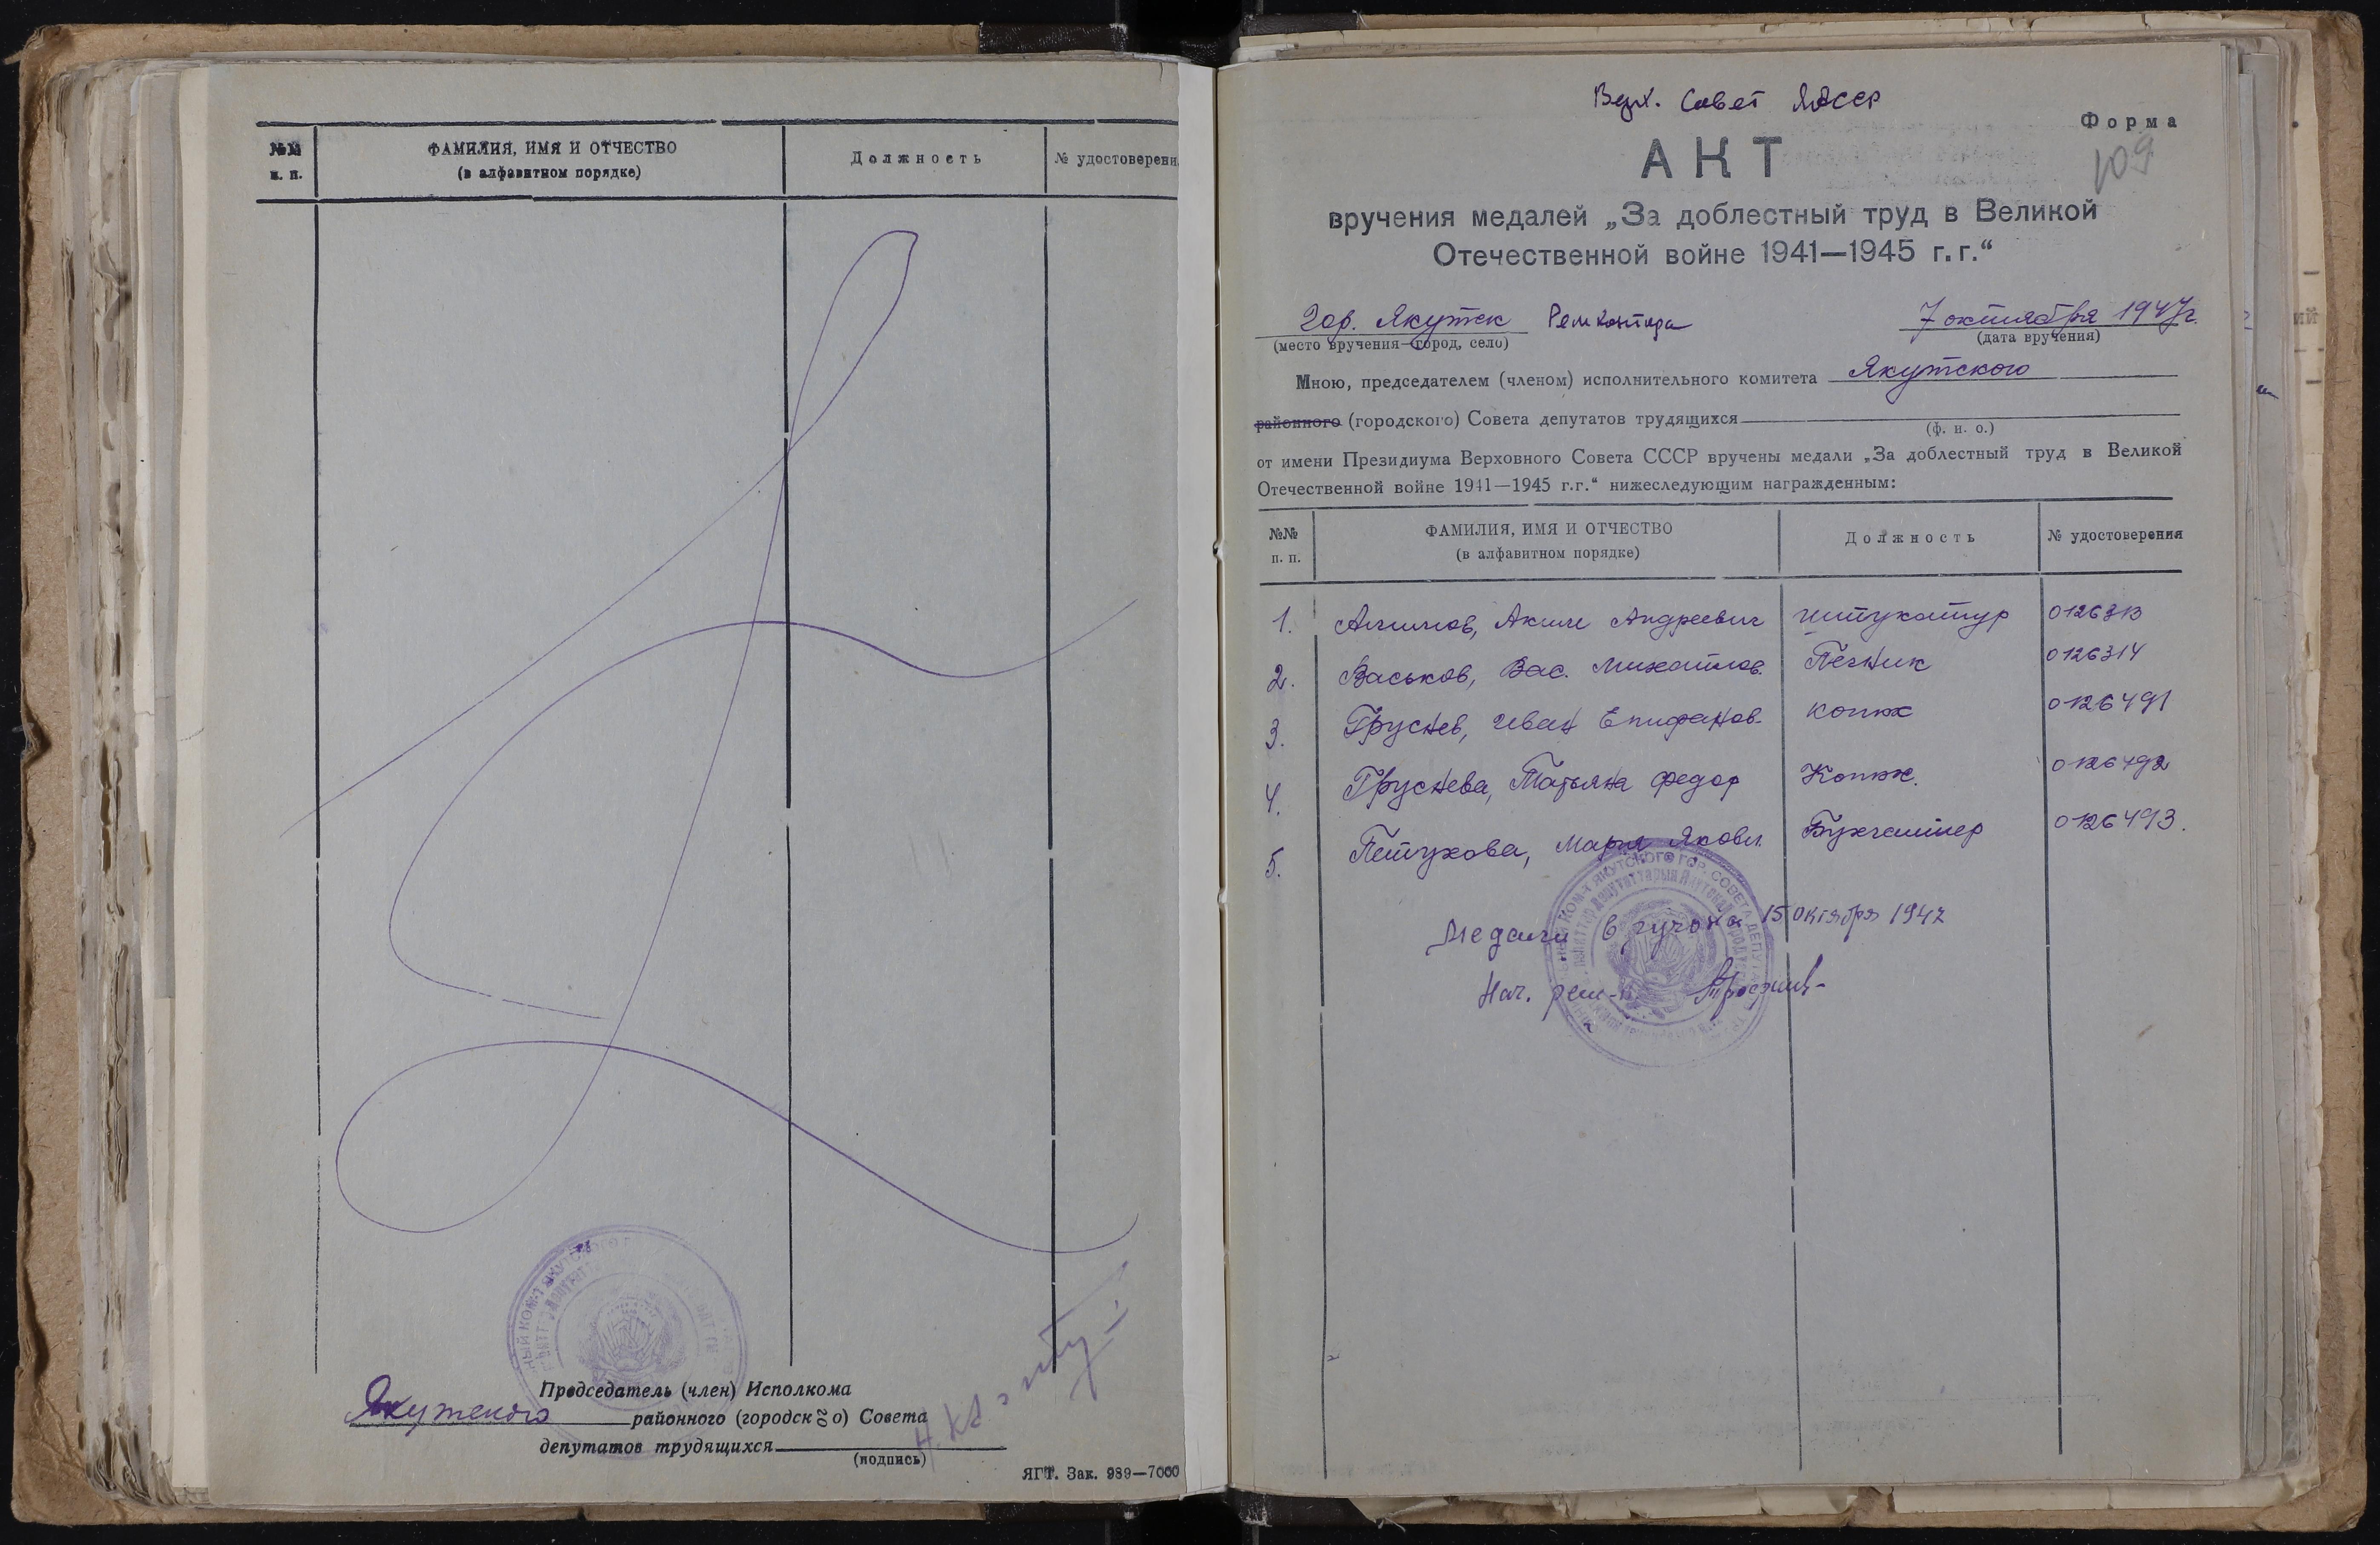 №№
п. п.
ФАМИЛИЯ, ИМЯ И ОТЧЕСТВО
(в алфавитном порядке)
Должность
№ удостоверени
Председатель (член) Исполкома
Якутского районного (городского) Совета
депутатов трудящихся
(подпись)
ЯГТ. Зак. 989—7000
Верх. Совет ЯАССР
Форма
109
АКТ
вручения медалей „За доблестный труд в Великой
Отечественной войне 1941—1945 г.г.“
Гор. Якутск Ремконтора 7 октября 1947г.
(место вручения—город, село) (дата вручения)
Мною, председателем (членом) исполнительного комитета Якутского
районного (городского) Совета депутатов трудящихся
(ф. и. о.)
от имени Президиума Верховного Совета СССР вручены медали „За доблестный труд в Великой
Отечественной войне 1941—1945 г.г.“ нижеследующим награжденным:
№№
п. п.
ФАМИЛИЯ, ИМЯ И ОТЧЕСТВО
(в алфавитном порядке)
Должность
№ удостоверения
1. Аким Андреевич штукатур 0126313
2. Васьков, Вас. Михайлов. Печник 0126314
3. Груснев, Иван Епифанов. конюх 0126491
4. Груснева, Татьяна Федор Конюх. 0126492
5. Петухова, Мария Яковл. Бухгалтер 0126493.
Медали вручены 15 октября 1947
Нач. рем-к